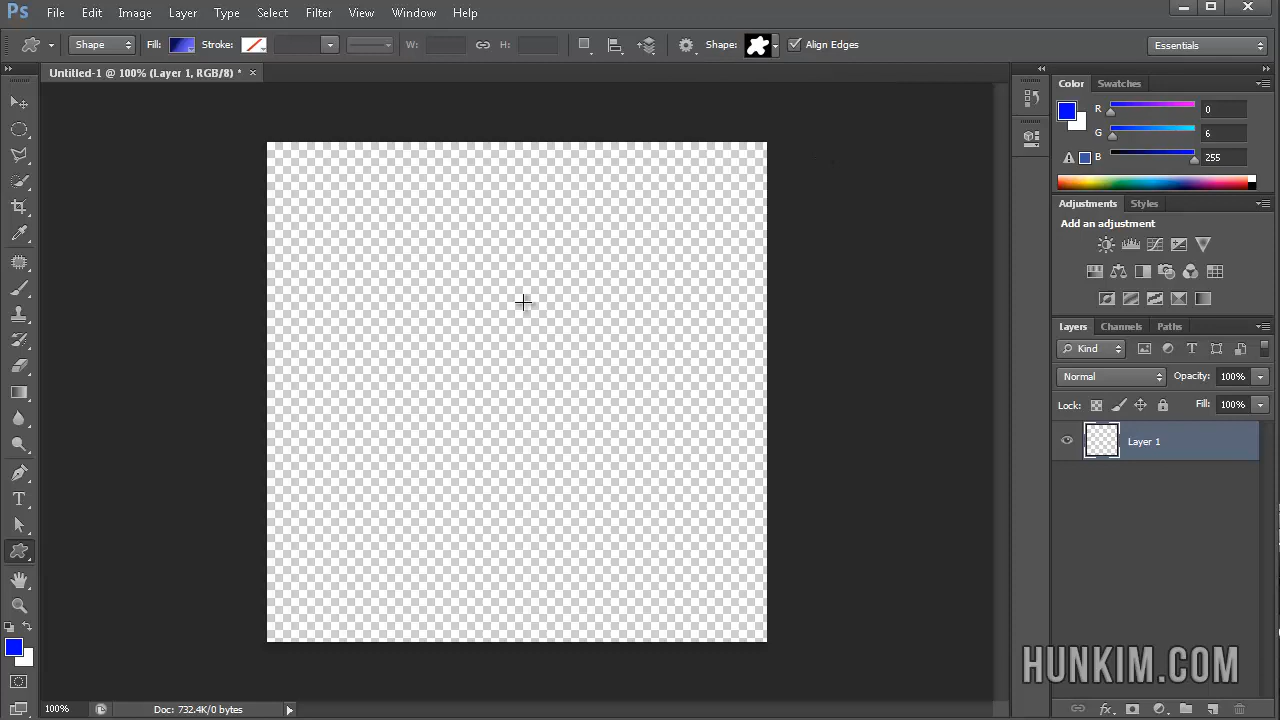 Ps File Edit Image Layer Type Select Filter View Window Help
Shape Fill: Stroke: W: H: Shape: Align Edges Essentials
Untitled-1 @ 100% (Layer 1, RGB/8) *
Color Swatches
R 0
G 6
B 255
Adjustments Styles
Add an adjustment
Layers Channels Paths
Kind
Normal Opacity: 100%
Lock: Fill: 100%
Layer 1
T
HUNKIM.COM
100% Doc: 732.4K/0 bytes
fx